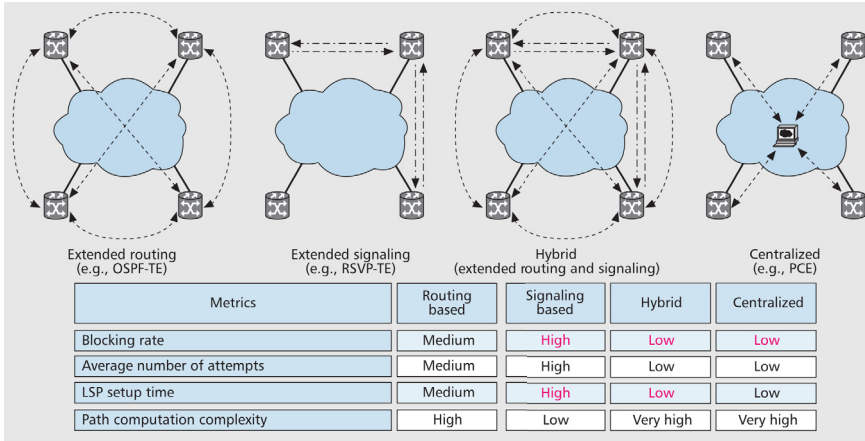 Extended routing
(e.g., OSPF-TE)
Extended signaling
(e.g., RSVP-TE)
Hybrid
(extended routing and signaling)
Centralized
(e.g., PCE)
Metrics
Routing
based
Signaling
based
Hybrid
Centralized
Blocking rate
Medium
High
Low
Low
Average number of attempts
Medium
High
Low
Low
LSP setup time
Medium
High
Low
Low
Path computation complexity
High
Low
Very high
Very high